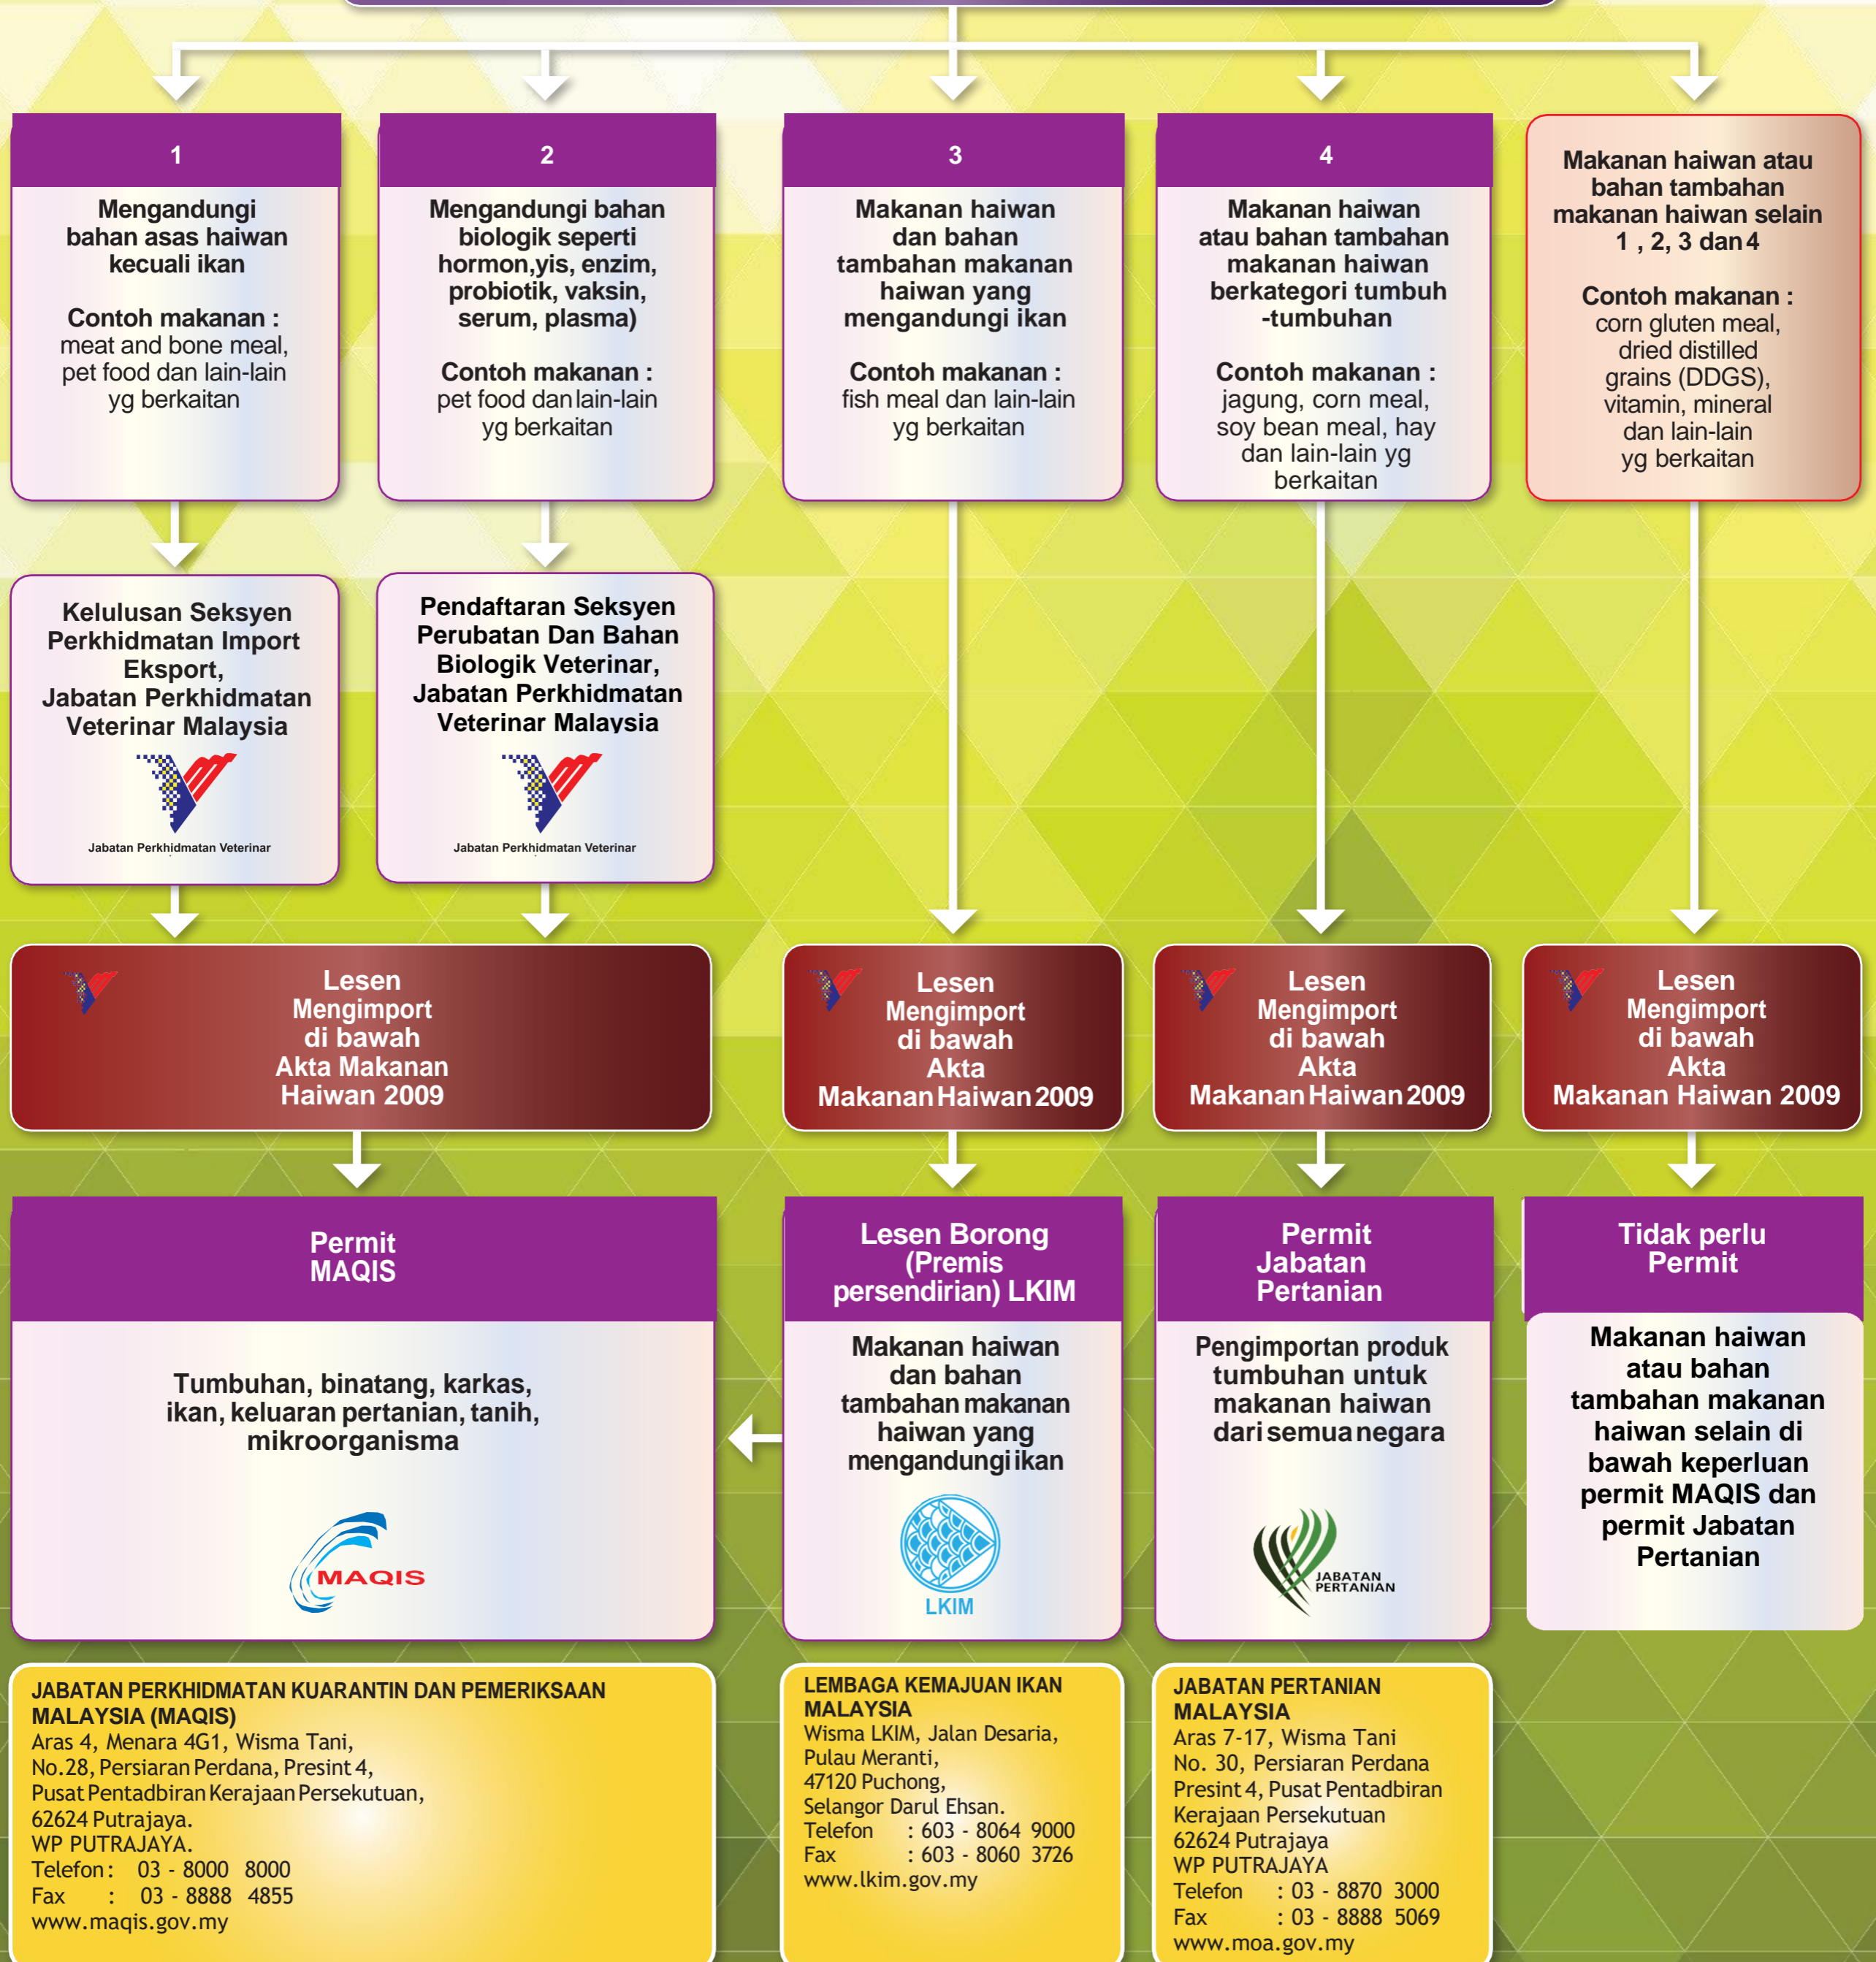 1
Mengandungi
bahan asas haiwan
kecuali ikan
Contoh makanan :
meat and bone meal,
pet food dan lain-lain
yg berkaitan
2
Mengandungi bahan
biologik seperti
hormon,yis, enzim,
probiotik, vaksin,
serum, plasma)
Contoh makanan :
pet food dan lain-lain
yg berkaitan
3
Makanan haiwan
dan bahan
tambahan makanan
haiwan yang
mengandungi ikan
Contoh makanan :
fish meal dan lain-lain
yg berkaitan
4
Makanan haiwan
atau bahan tambahan
makanan haiwan
berkategori tumbuh
-tumbuhan
Contoh makanan :
jagung, corn meal,
soy bean meal, hay
dan lain-lain yg
berkaitan
Makanan haiwan atau
bahan tambahan
makanan haiwan selain
1 , 2, 3 dan 4
Contoh makanan :
corn gluten meal,
dried distilled
grains (DDGS),
vitamin, mineral
dan lain-lain
yg berkaitan
Kelulusan Seksyen
Perkhidmatan Import
Eksport,
Jabatan Perkhidmatan
Veterinar Malaysia
Jabatan Perkhidmatan Veterinar
Pendaftaran Seksyen
Perubatan Dan Bahan
Biologik Veterinar,
Jabatan Perkhidmatan
Veterinar Malaysia
Jabatan Perkhidmatan Veterinar
Lesen
Mengimport
di bawah
Akta Makanan
Haiwan 2009
Lesen
Mengimport
di bawah
Akta
Makanan Haiwan 2009
Lesen
Mengimport
di bawah
Akta
Makanan Haiwan 2009
Lesen
Mengimport
di bawah
Akta
Makanan Haiwan 2009
Permit
MAQIS
Tumbuhan, binatang, karkas,
ikan, keluaran pertanian, tanih,
mikroorganisma
MAQIS
Lesen Borong
(Premis
persendirian) LKIM
Makanan haiwan
dan bahan
tambahan makanan
haiwan yang
mengandungi ikan
LKIM
Permit
Jabatan
Pertanian
Pengimportan produk
tumbuhan untuk
makanan haiwan
dari semua negara
JABATAN
PERTANIAN
Tidak perlu
Permit
Makanan haiwan
atau bahan
tambahan makanan
haiwan selain di
bawah keperluan
permit MAQIS dan
permit Jabatan
Pertanian
JABATAN PERKHIDMATAN KUARANTIN DAN PEMERIKSAAN
MALAYSIA (MAQIS)
Aras 4, Menara 4G1, Wisma Tani,
No.28, Persiaran Perdana, Presint 4,
Pusat Pentadbiran Kerajaan Persekutuan,
62624 Putrajaya.
WP PUTRAJAYA.
Telefon : 03 - 8000 8000
Fax : 03 - 8888 4855
www.maqis.gov.my
LEMBAGA KEMAJUAN IKAN
MALAYSIA
Wisma LKIM, Jalan Desaria,
Pulau Meranti,
47120 Puchong,
Selangor Darul Ehsan.
Telefon : 603 - 8064 9000
Fax : 603 - 8060 3726
www.lkim.gov.my
JABATAN PERTANIAN
MALAYSIA
Aras 7-17, Wisma Tani
No. 30, Persiaran Perdana
Presint 4, Pusat Pentadbiran
Kerajaan Persekutuan
62624 Putrajaya
WP PUTRAJAYA
Telefon : 03 - 8870 3000
Fax : 03 - 8888 5069
www.moa.gov.my